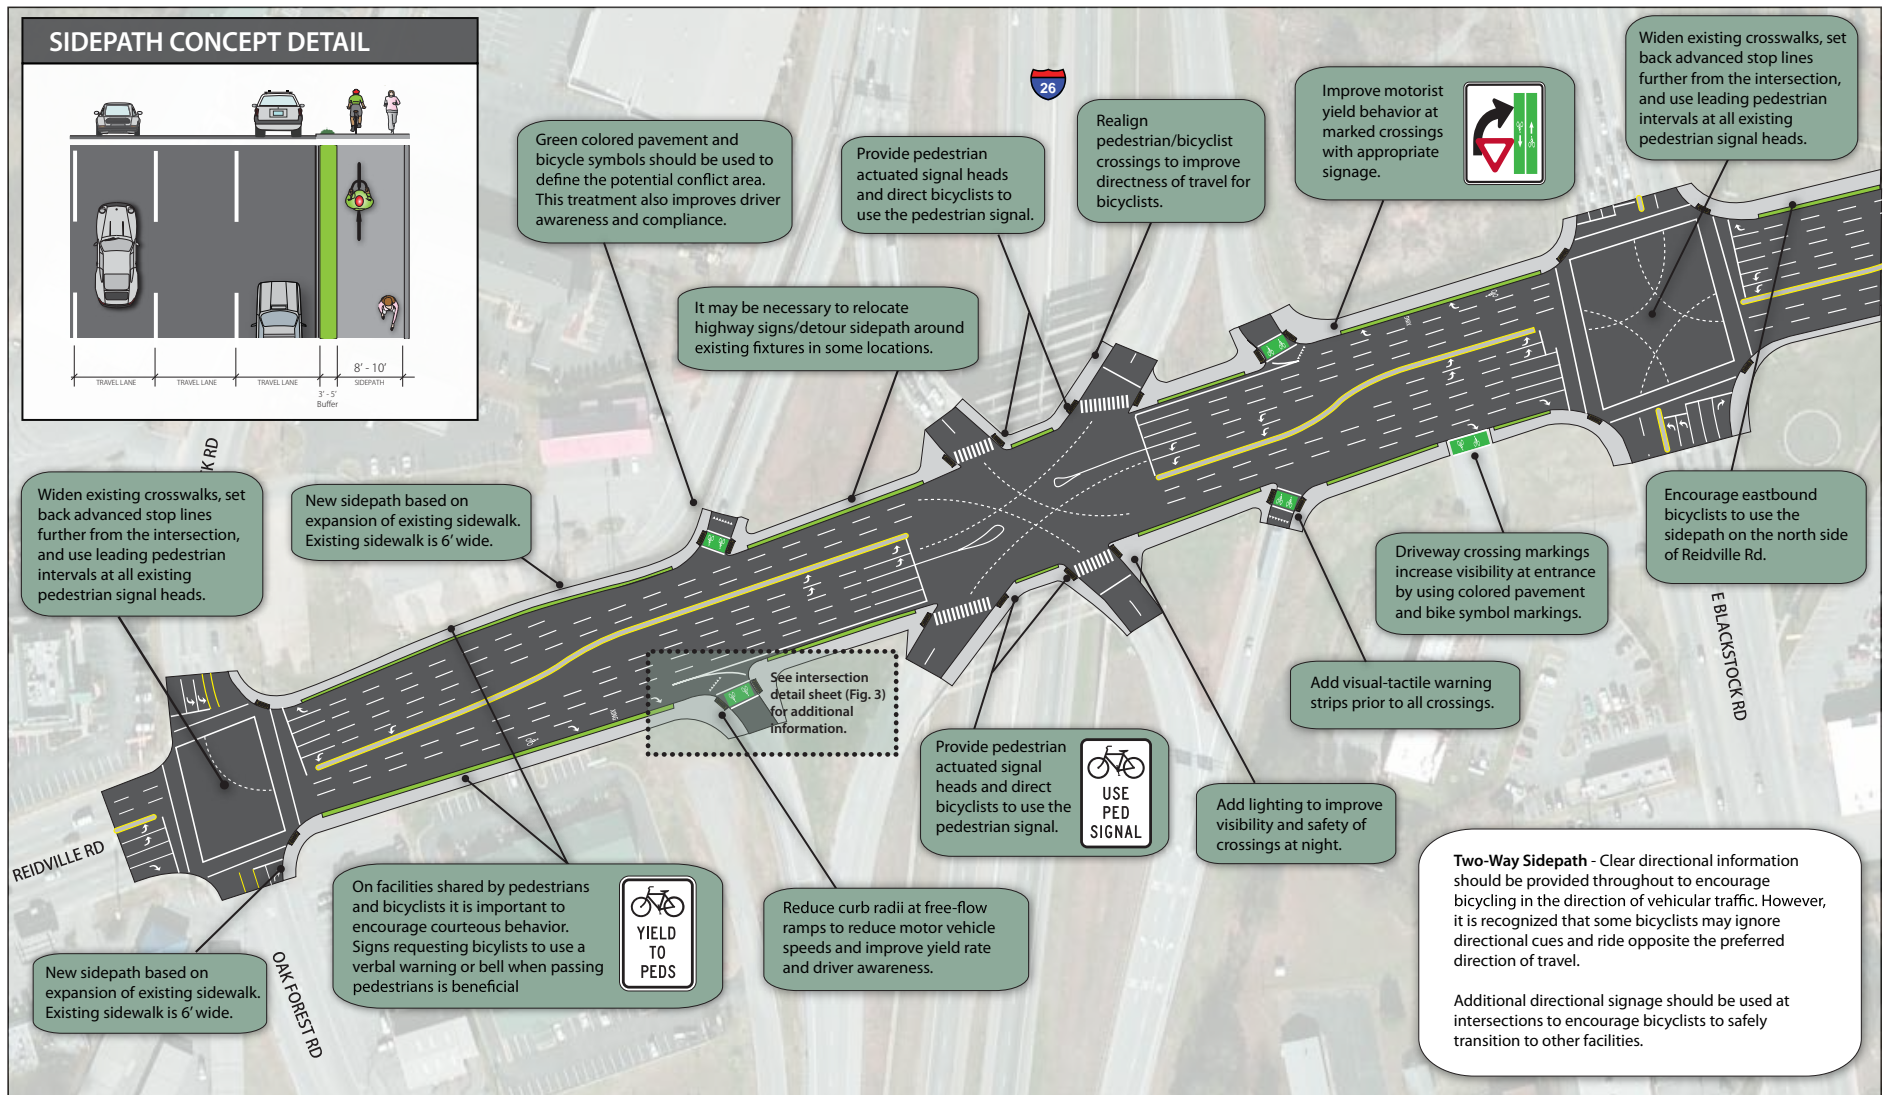 SIDEPATH CONCEPT DETAIL
TRAVEL LANE
TRAVEL LANE
TRAVEL LANE
3' - 5'
Buffer
8' - 10'
SIDEPATH
26
Green colored pavement and
bicycle symbols should be used to
define the potential conflict area.
This treatment also improves driver
awareness and compliance.
Provide pedestrian
actuated signal heads
and direct bicyclists to
use the pedestrian signal.
Realign
pedestrian/bicyclist
crossings to improve
directness of travel for
bicyclists.
Improve motorist
yield behavior at
marked crossings
with appropriate
signage.
Widen existing crosswalks, set
back advanced stop lines
further from the intersection,
and use leading pedestrian
intervals at all existing
pedestrian signal heads.
It may be necessary to relocate
highway signs/detour sidepath around
existing fixtures in some locations.
K RD
Widen existing crosswalks, set
back advanced stop lines
further from the intersection,
and use leading pedestrian
intervals at all existing
pedestrian signal heads.
New sidepath based on
expansion of existing sidewalk.
Existing sidewalk is 6' wide.
Encourage eastbound
bicyclists to use the
sidepath on the north side
of Reidville Rd.
Driveway crossing markings
increase visibility at entrance
by using colored pavement
and bike symbol markings.
E BLACKSTOCK RD
Add visual-tactile warning
strips prior to all crossings.
See intersection
detail sheet (Fig. 3)
for additional
information.
XING
Provide pedestrian
actuated signal
heads and direct
bicyclists to use the
pedestrian signal.
USE
PED
SIGNAL
Add lighting to improve
visibility and safety of
crossings at night.
REIDVILLE RD
On facilities shared by pedestrians
and bicyclists it is important to
encourage courteous behavior.
Signs requesting bicylists to use a
verbal warning or bell when passing
pedestrians is beneficial
YIELD
TO
PEDS
Reduce curb radii at free-flow
ramps to reduce motor vehicle
speeds and improve yield rate
and driver awareness.
New sidepath based on
expansion of existing sidewalk.
Existing sidewalk is 6' wide.
OAK FOREST RD
Two-Way Sidepath - Clear directional information
should be provided throughout to encourage
bicycling in the direction of vehicular traffic. However,
it is recognized that some bicyclists may ignore
directional cues and ride opposite the preferred
direction of travel.
Additional directional signage should be used at
intersections to encourage bicyclists to safely
transition to other facilities.